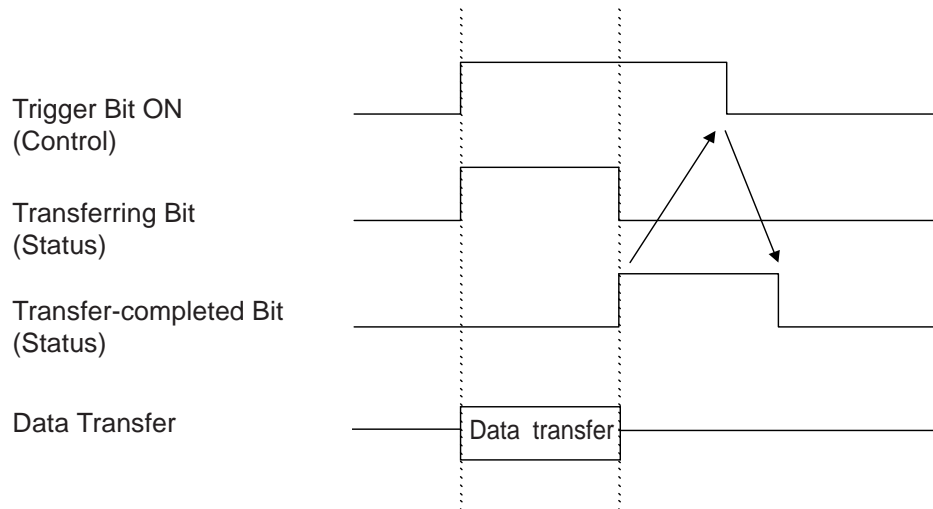 Trigger Bit ON
(Control)
Transferring Bit
(Status)
Transfer-completed Bit
(Status)
Data Transfer
Data transfer